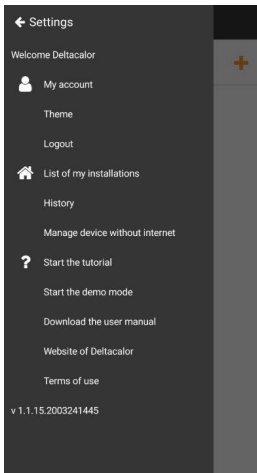 Settings
Welcome Deltacalor
My account
Theme
Logout
List of my installations
History
Manage device without internet
? Start the tutorial
Start the demo mode
Download the user manual
Website of Deltacalor
Terms of use
v 1.1.15.2003241445